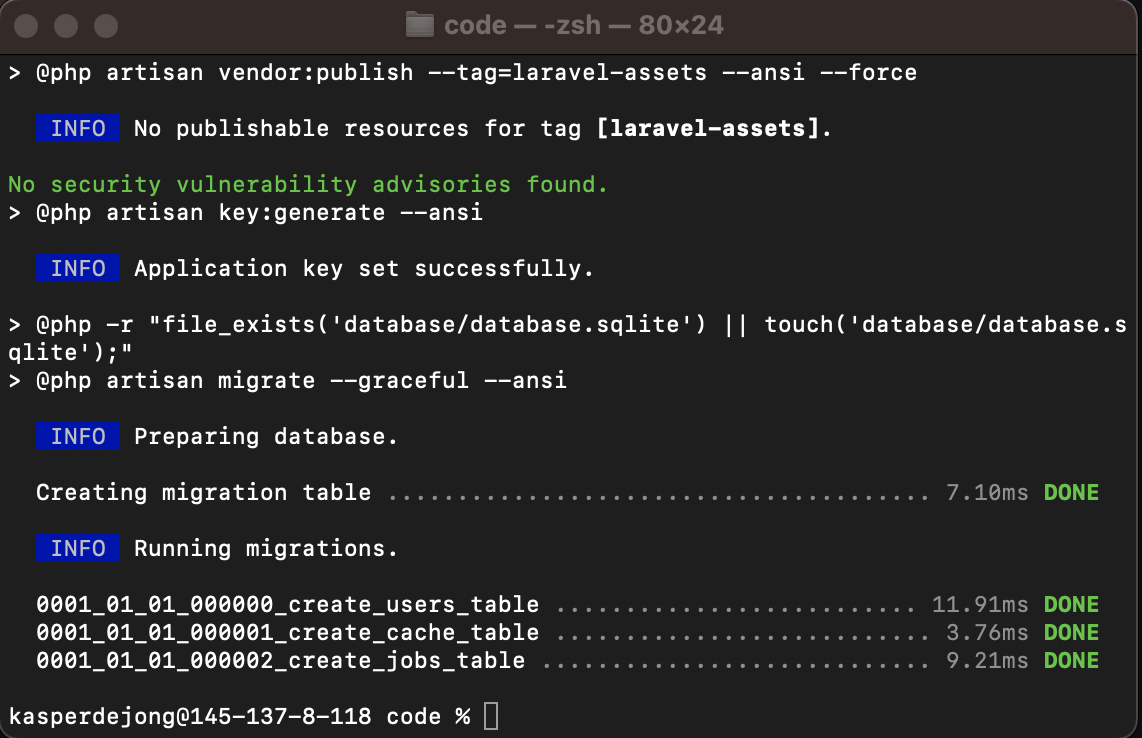 code — -zsh — 80×24
> @php artisan vendor:publish --tag=laravel-assets --ansi --force
INFO No publishable resources for tag [laravel-assets].
No security vulnerability advisories found.
> @php artisan key:generate --ansi
INFO Application key set successfully.
> @php -r "file_exists('database/database.sqlite') || touch('database/database.s
qlite');"
> @php artisan migrate --graceful --ansi
INFO Preparing database.
Creating migration table ....................................... 7.10ms DONE
INFO Running migrations.
0001_01_01_000000_create_users_table .......................... 11.91ms DONE
0001_01_01_000001_create_cache_table ........................... 3.76ms DONE
0001_01_01_000002_create_jobs_table ............................ 9.21ms DONE
kasperdejong@145-137-8-118 code %